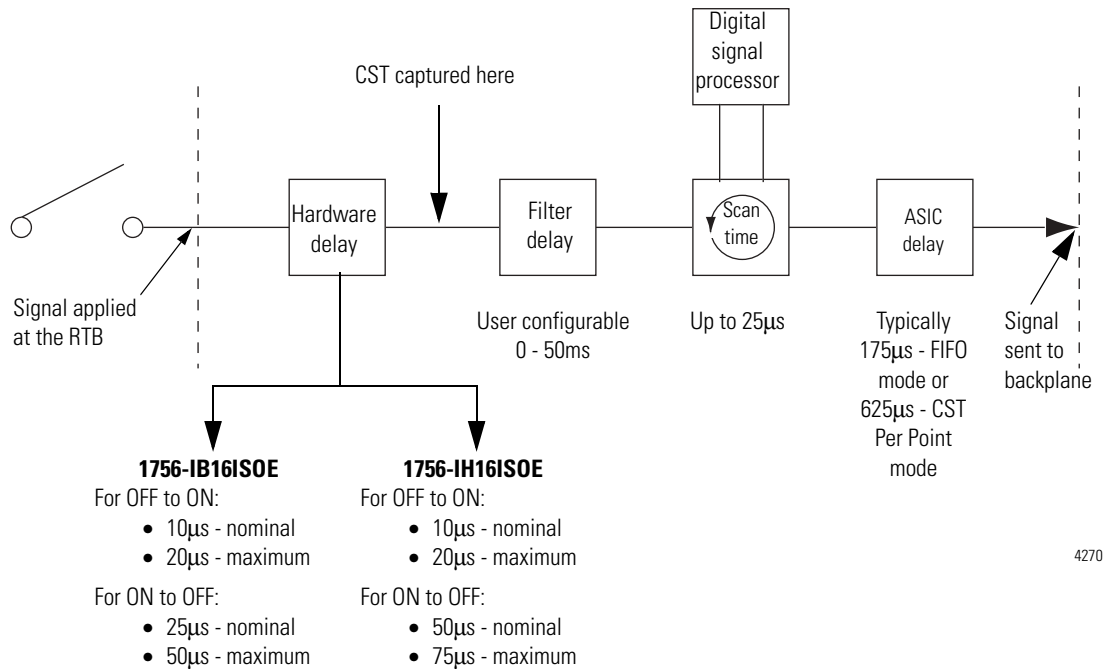 Digital
signal
processor
CST captured here
Hardware
delay
Filter
delay
Scan
time
ASIC
delay
Signal applied
at the RTB
User configurable
0 - 50ms
Up to 25µs
Typically
175µs - FIFO
mode or
625µs - CST
Per Point
mode
Signal
sent to
backplane
1756-IB16ISOE
For OFF to ON:
• 10µs - nominal
• 20µs - maximum
For ON to OFF:
• 25µs - nominal
• 50µs - maximum
1756-IH16ISOE
For OFF to ON:
• 10µs - nominal
• 20µs - maximum
For ON to OFF:
• 50µs - nominal
• 75µs - maximum
4270